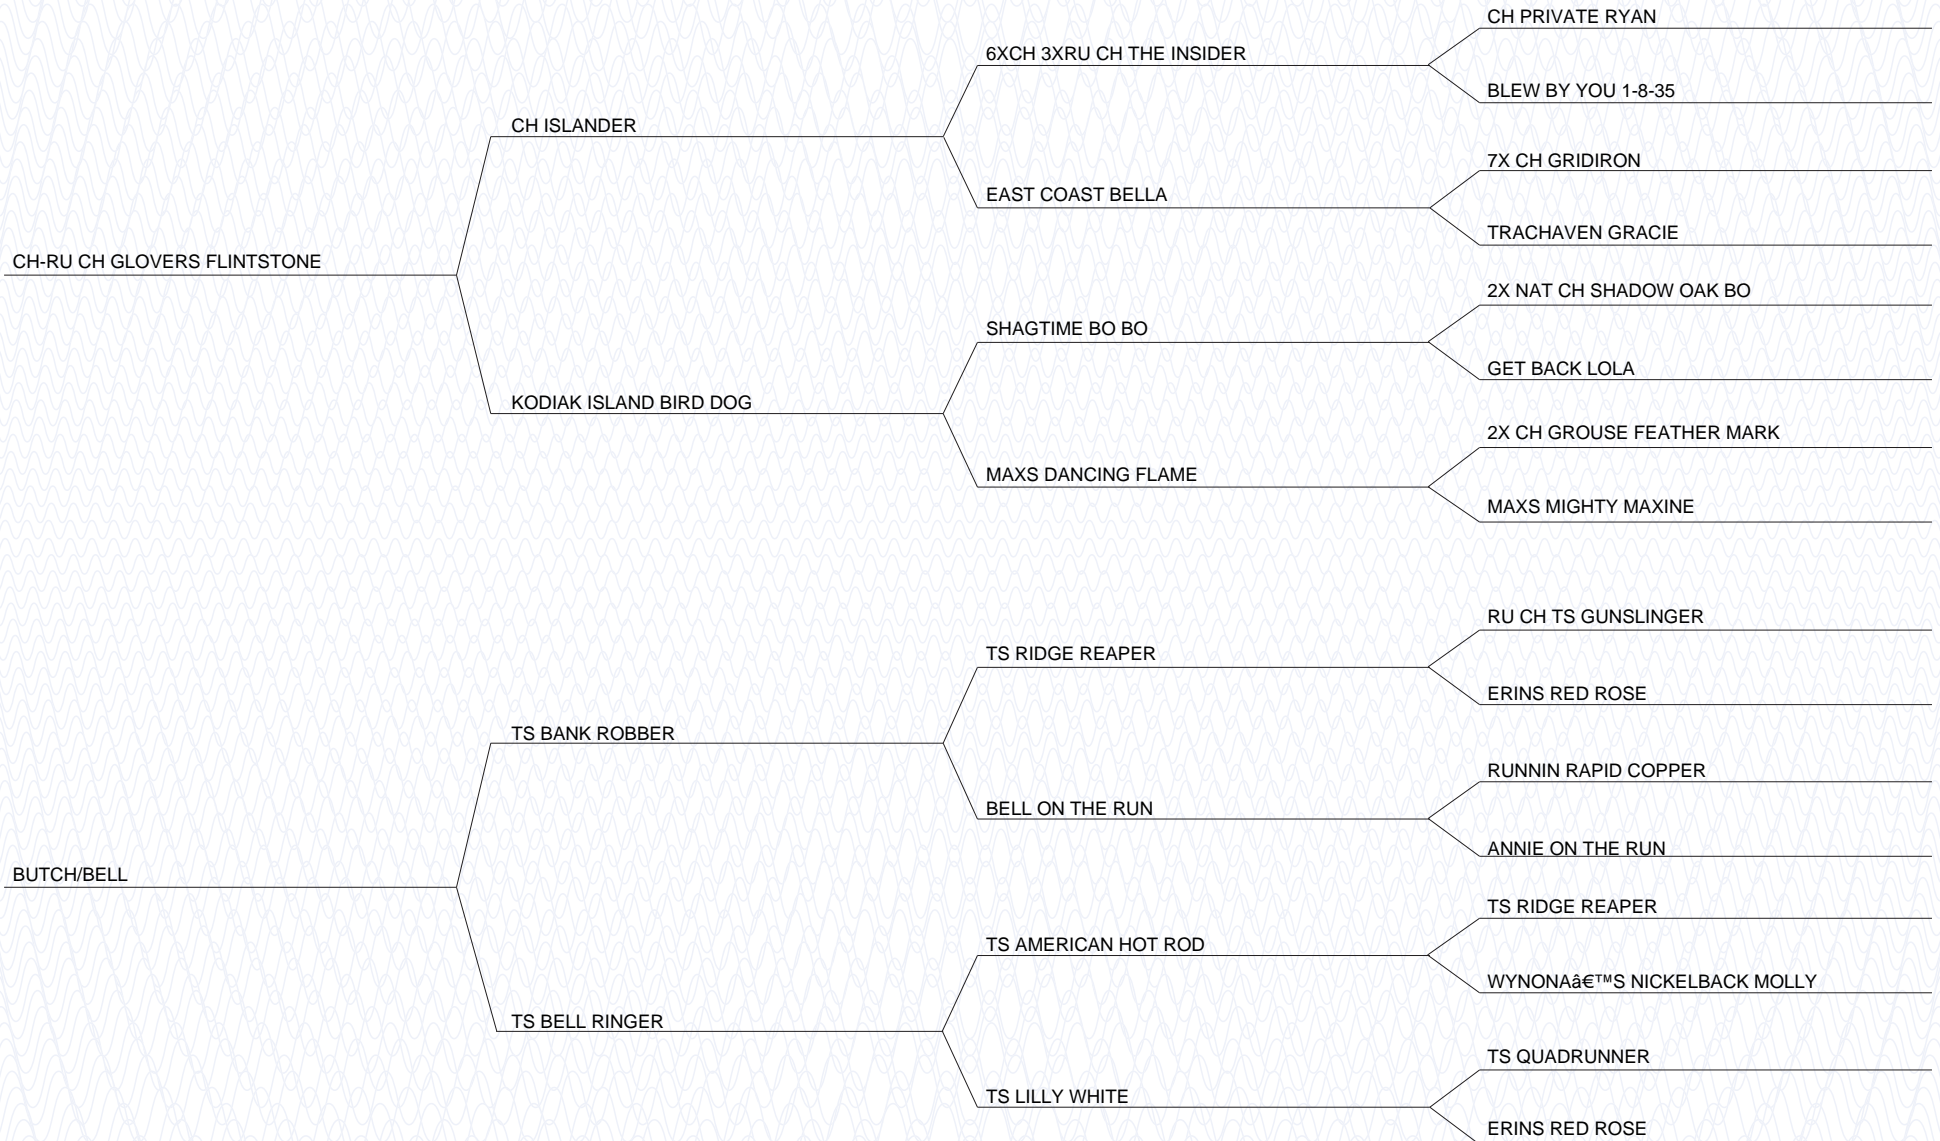 CH PRIVATE RYAN
6XCH 3XRU CH THE INSIDER
BLEW BY YOU 1-8-35
CH ISLANDER
7X CH GRIDIRON
EAST COAST BELLA
TRACHAVEN GRACIE
CH-RU CH GLOVERS FLINTSTONE
2X NAT CH SHADOW OAK BO
SHAGTIME BO BO
GET BACK LOLA
KODIAK ISLAND BIRD DOG
2X CH GROUSE FEATHER MARK
MAXS DANCING FLAME
MAXS MIGHTY MAXINE
RU CH TS GUNSLINGER
TS RIDGE REAPER
ERINS RED ROSE
TS BANK ROBBER
RUNNIN RAPID COPPER
BELL ON THE RUN
ANNIE ON THE RUN
BUTCH/BELL
TS RIDGE REAPER
TS AMERICAN HOT ROD
WYNONAâ€™S NICKELBACK MOLLY
TS BELL RINGER
TS QUADRUNNER
TS LILLY WHITE
ERINS RED ROSE